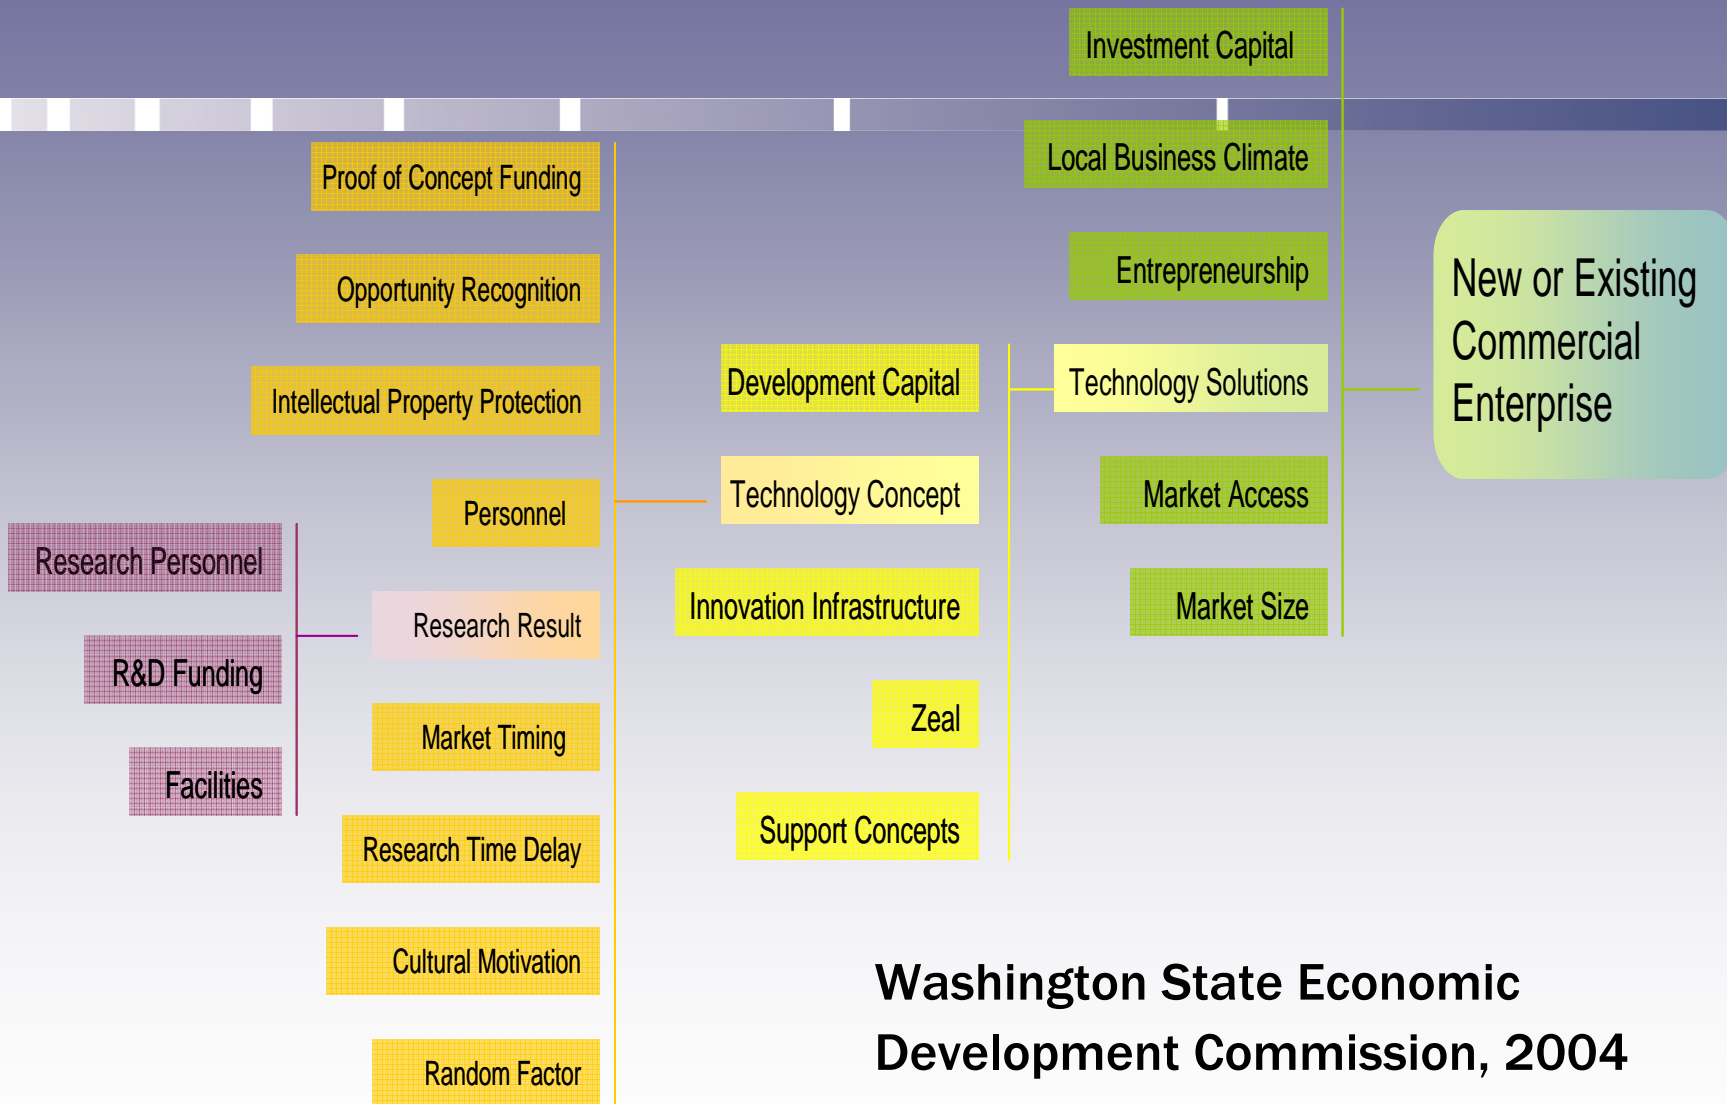 Investment Capital
Local Business Climate
Entrepreneurship
Technology Solutions
Market Access
Market Size
New or Existing
Commercial
Enterprise
Proof of Concept Funding
Opportunity Recognition
Intellectual Property Protection
Personnel
Research Result
Market Timing
Research Time Delay
Cultural Motivation
Random Factor
Development Capital
Technology Concept
Innovation Infrastructure
Zeal
Support Concepts
Research Personnel
R&D Funding
Facilities
Washington State Economic
Development Commission, 2004